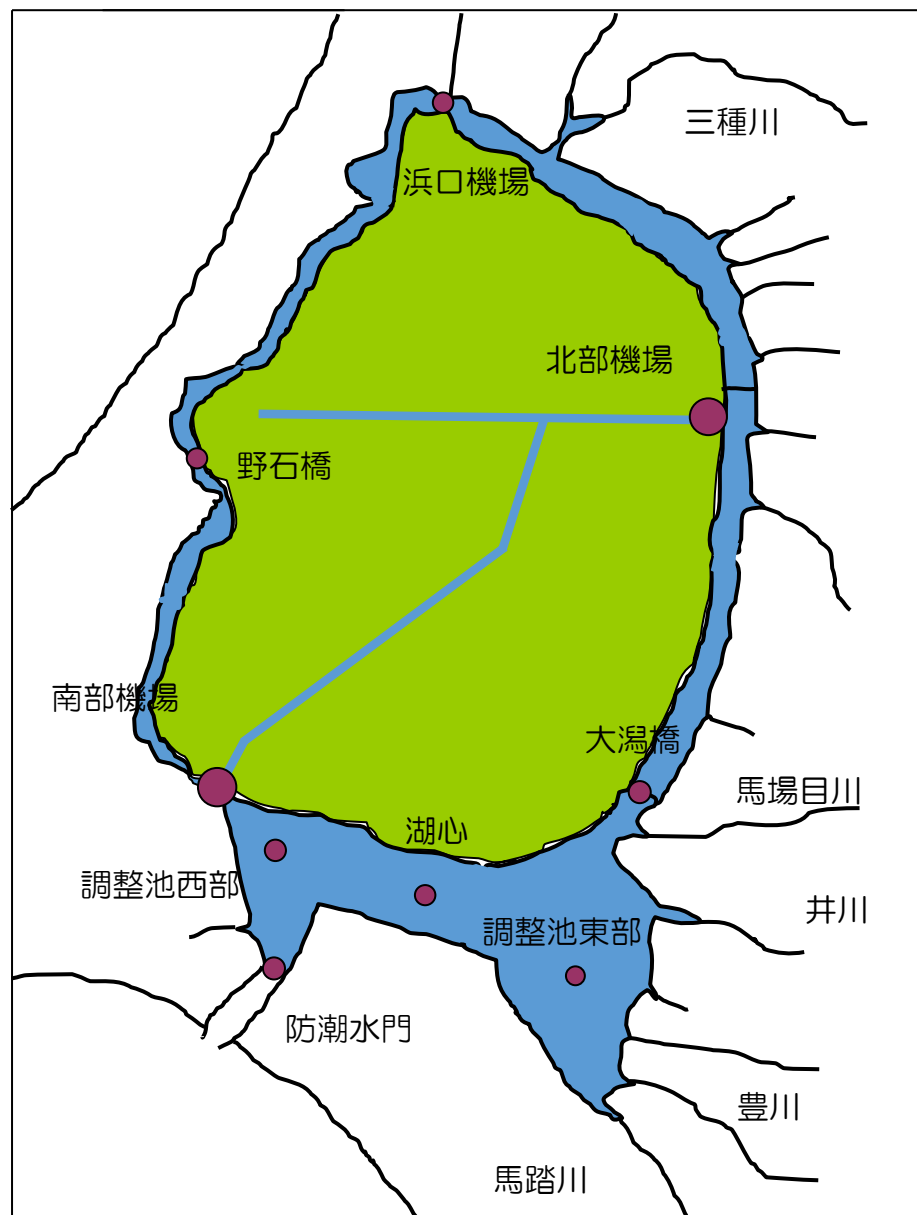 三種川
浜口機場
北部機場
野石橋
南部機場
大潟橋
馬場目川
湖心
調整池西部
井川
調整池東部
防潮水門
豊川
馬踏川